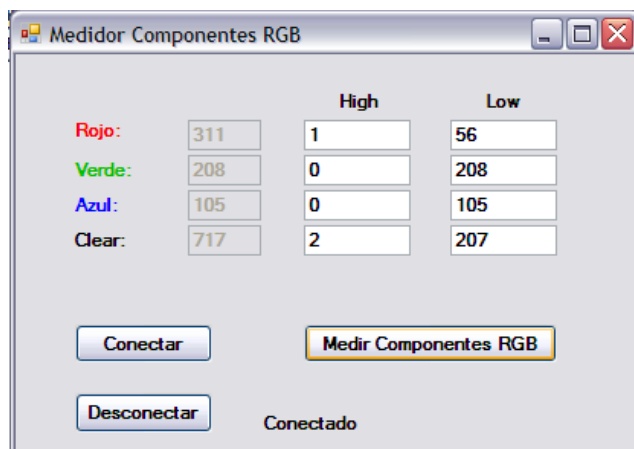 Medidor Componentes RGB
High Low
Rojo: 311 1 56
Verde: 208 0 208
Azul: 105 0 105
Clear: 717 2 207
Conectar Medir Componentes RGB
Desconectar Conectado